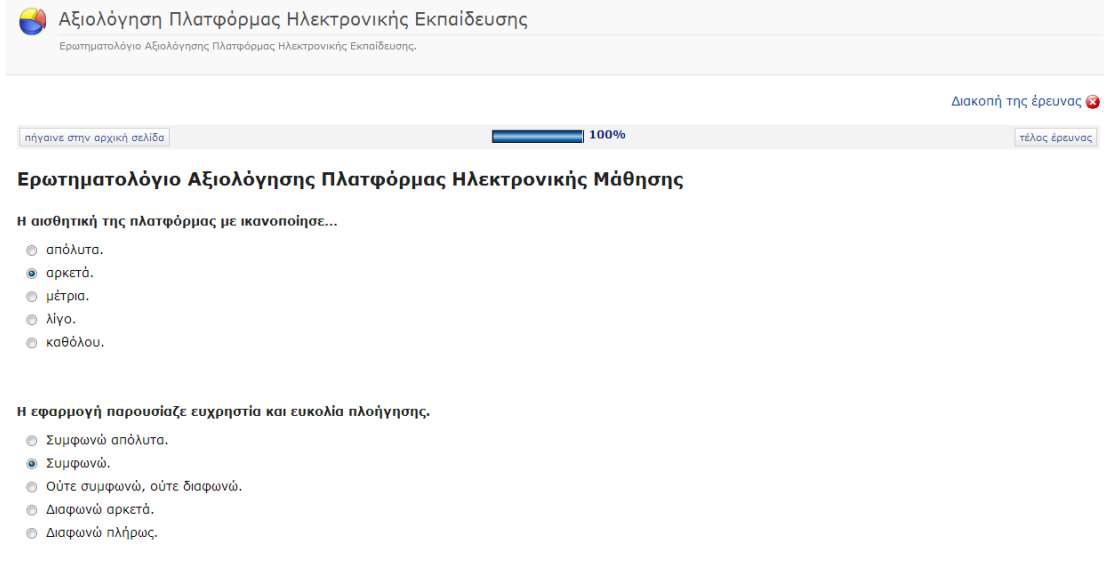 Αξιολόγηση Πλατφόρμας Ηλεκτρονικής Εκπαίδευσης
Ερωτηματολόγιο Αξιολόγησης Πλατφόρμας Ηλεκτρονικής Εκπαίδευσης.
Διακοπή της έρευνας
πήγαινε στην αρχική σελίδα
100%
τέλος έρευνας
Ερωτηματολόγιο Αξιολόγησης Πλατφόρμας Ηλεκτρονικής Μάθησης
Η αισθητική της πλατφόρμας με ικανοποίησε...
απόλυτα.
αρκετά.
μέτρια.
λίγο.
καθόλου.
Η εφαρμογή παρουσίαζε ευχρηστία και ευκολία πλοήγησης.
Συμφωνώ απόλυτα.
Συμφωνώ.
Ούτε συμφωνώ, ούτε διαφωνώ.
Διαφωνώ αρκετά.
Διαφωνώ πλήρως.